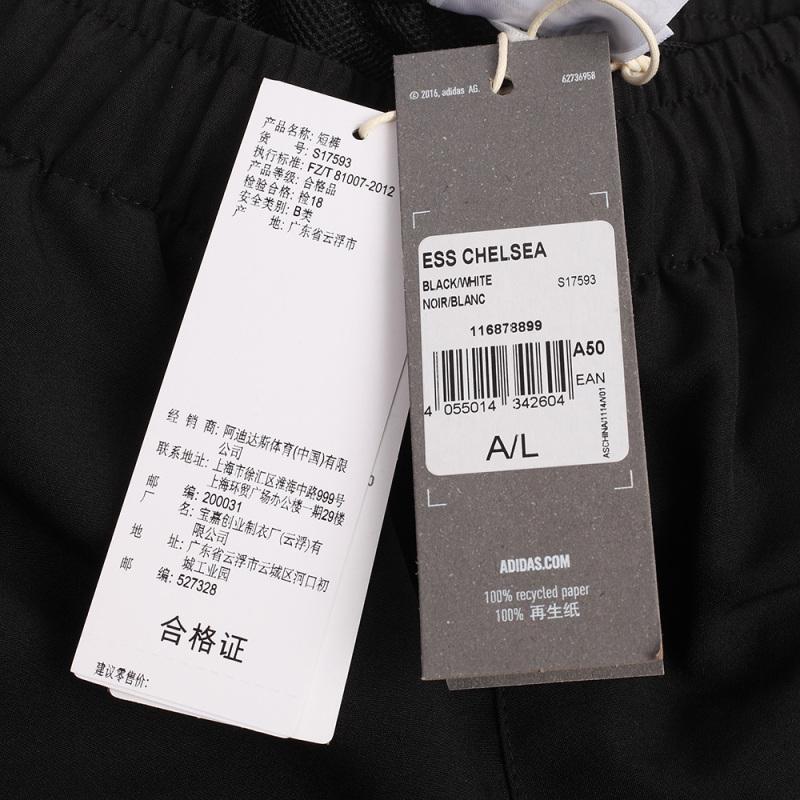 产品名称: 短裤
货 号: S17593
执行标准: FZ/T 81007-2012
产品等级: 合格品
检验合格: 检18
安全类别: B类
产 地: 广东省云浮市
经 销 商: 阿迪达斯体育(中国)有限
公司
联系地址: 上海市徐汇区淮海中路999号
上海环贸广场办公楼一期29楼
邮 编: 200031
厂 名: 宝嘉创业制衣厂(云浮)有
限公司
地 址: 广东省云浮市云城区河口初
城工业园
邮 编: 527328
合格证
建议零售价:
© 2016, adidas AG.
62736958
ESS CHELSEA
BLACK/WHITE S17593
NOIR/BLANC
116878899
A50
EAN
4 055014 342604
A/L
ASCHINA/1114/V01
ADIDAS.COM
100% recycled paper
100% 再生纸